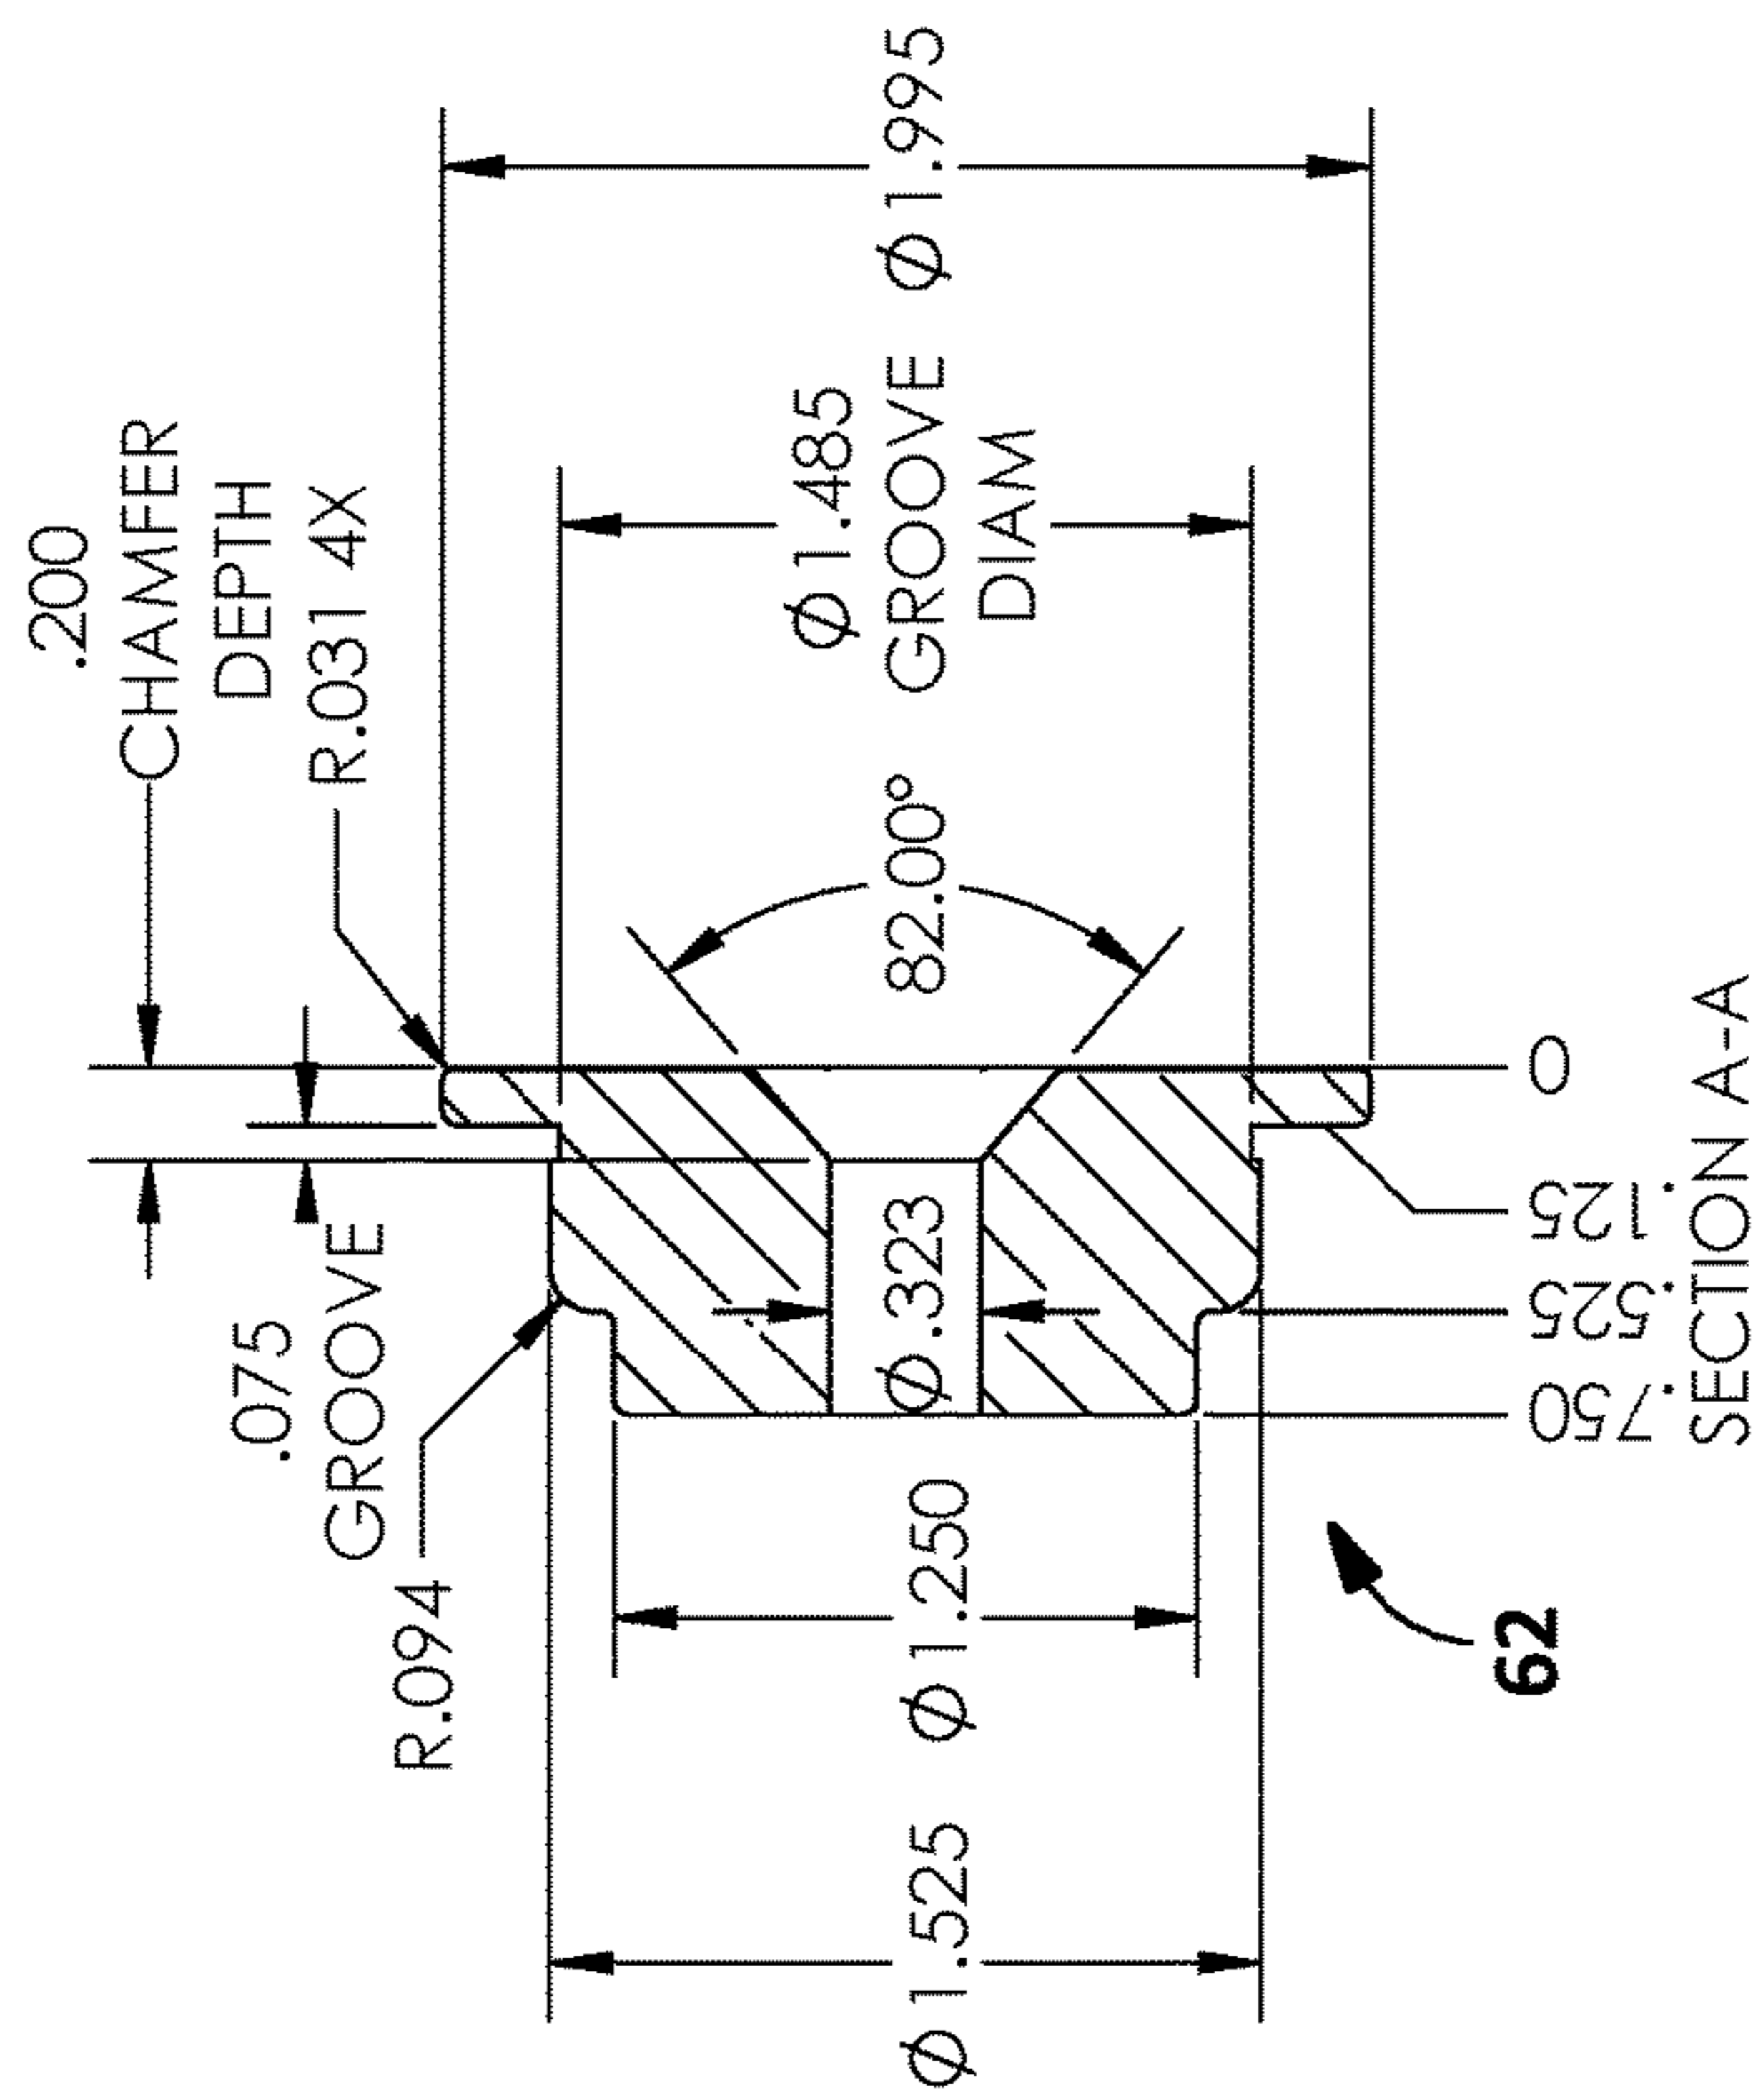 .200
CHAMFER
DEPTH
R.031 4X
.075
GROOVE
R.094
Ø1.485
GROOVE
DIAM
Ø1.995
82.00°
Ø.323
Ø1.525
Ø1.250
0
.125
.525
.750
SECTION A-A
62